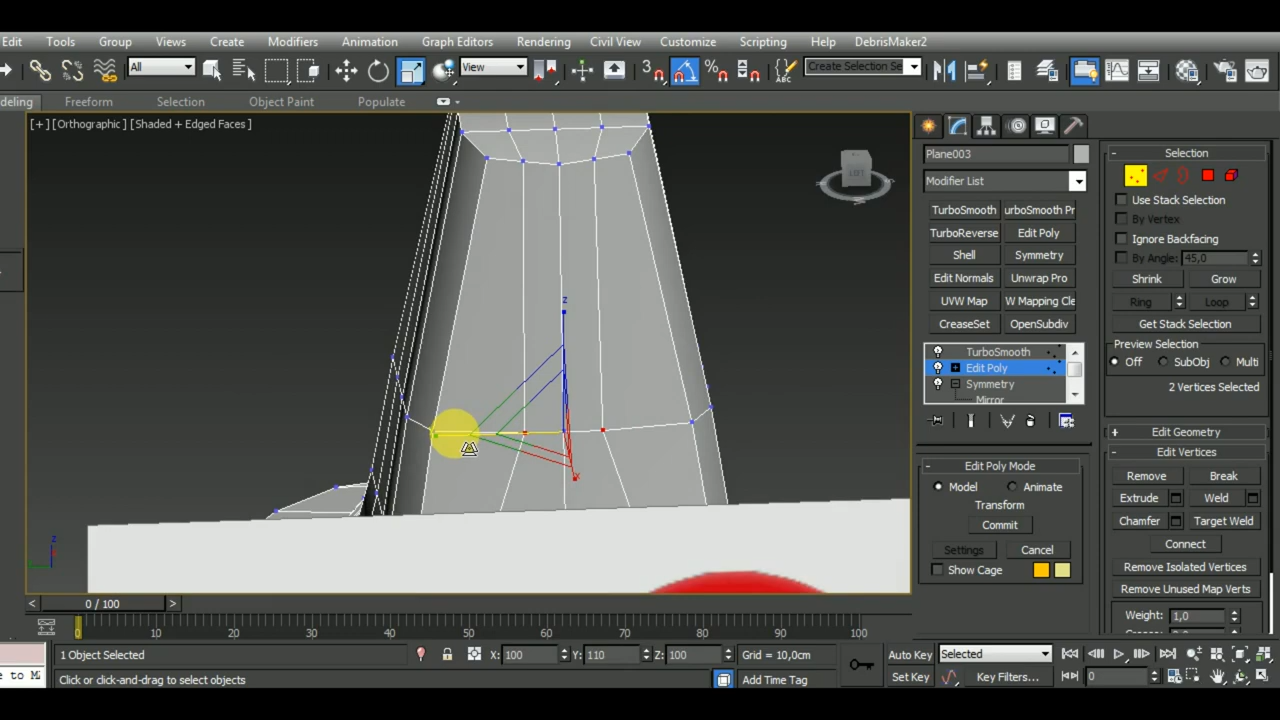 Edit Tools Group Views Create Modifiers Animation Graph Editors Rendering Civil View Customize Scripting Help DebrisMaker2
All View 3 % ABC Create Selection Se
deling Freeform Selection Object Paint Populate
[+] [Orthographic] [Shaded + Edged Faces]
LEFT
z
x
z
Plane003
Modifier List
TurboSmooth urboSmooth Pr
TurboReverse Edit Poly
Shell Symmetry
Edit Normals Unwrap Pro
UVW Map W Mapping Cle
CreaseSet OpenSubdiv
TurboSmooth
Edit Poly
Symmetry
Mirror
- Edit Poly Mode
Model Animate
Transform
Commit
Settings Cancel
Show Cage
- Selection
Use Stack Selection
By Vertex
Ignore Backfacing
By Angle: 45,0
Shrink Grow
Ring Loop
Get Stack Selection
Preview Selection
Off SubObj Multi
2 Vertices Selected
+ Edit Geometry
- Edit Vertices
Remove Break
Extrude Weld
Chamfer Target Weld
Connect
Remove Isolated Vertices
Remove Unused Map Verts
Weight: 1,0
< 0 / 100 >
0 10 20 30 40 50 60 70 80 90 100
1 Object Selected X: 100 Y: 110 Z: 100 Grid = 10,0cm Auto Key Selected
Click or click-and-drag to select objects Add Time Tag Set Key Key Filters... 0